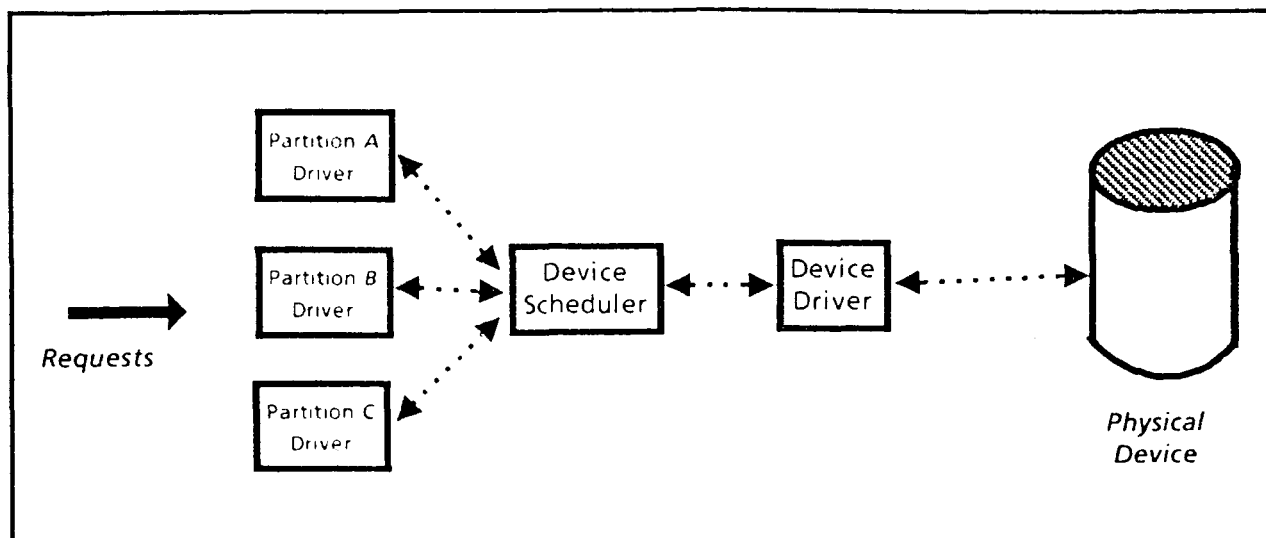 Partition A
Driver
Partition B
Driver
Partition C
Driver
Requests
Device
Scheduler
Device
Driver
Physical
Device